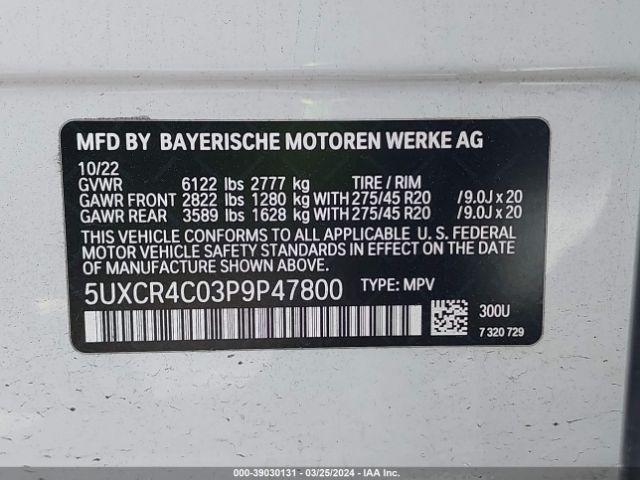 MFD BY BAYERISCHE MOTOREN WERKE AG
10/22
GVWR 6122 lbs 2777 kg TIRE / RIM
GAWR FRONT 2822 lbs 1280 kg WITH 275/45 R20 /9.0J x 20
GAWR REAR 3589 lbs 1628 kg WITH 275/45 R20 /9.0J x 20
THIS VEHICLE CONFORMS TO ALL APPLICABLE U. S. FEDERAL
MOTOR VEHICLE SAFETY STANDARDS IN EFFECT ON THE DATE OF
MANUFACTURE SHOWN ABOVE.
5UXCR4C03P9P47800 TYPE: MPV
300U
7 320 729
000-39030131 - 03/25/2024 - IAA Inc.